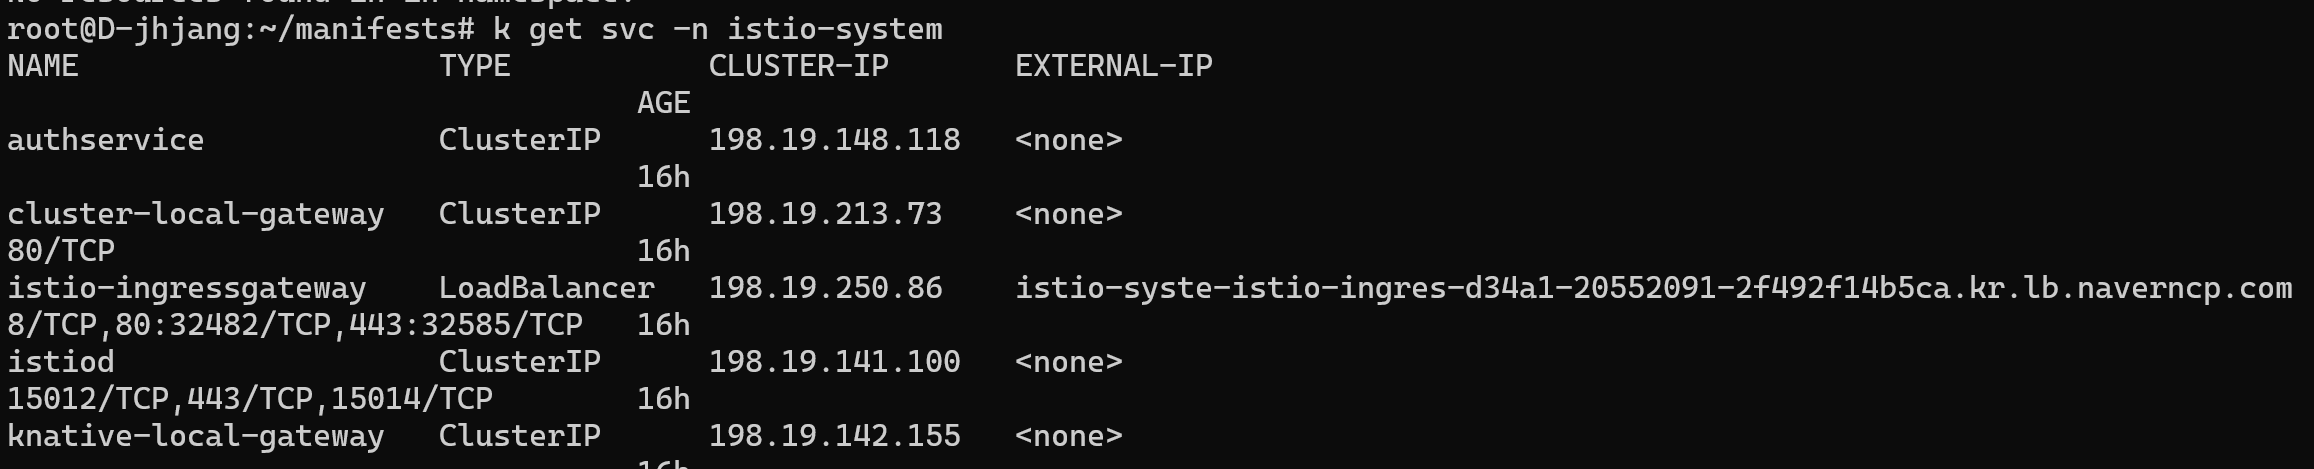 root@D-jhjang:~/manifests# k get svc -n istio-system
NAME                    TYPE           CLUSTER-IP       EXTERNAL-IP
                                   AGE
authservice             ClusterIP      198.19.148.118   <none>
                                   16h
cluster-local-gateway   ClusterIP      198.19.213.73    <none>
80/TCP                             16h
istio-ingressgateway    LoadBalancer   198.19.250.86    istio-syste-istio-ingres-d34a1-20552091-2f492f14b5ca.kr.lb.naverncp.com
8/TCP,80:32482/TCP,443:32585/TCP   16h
istiod                  ClusterIP      198.19.141.100   <none>
15012/TCP,443/TCP,15014/TCP        16h
knative-local-gateway   ClusterIP      198.19.142.155   <none>
                                   16h